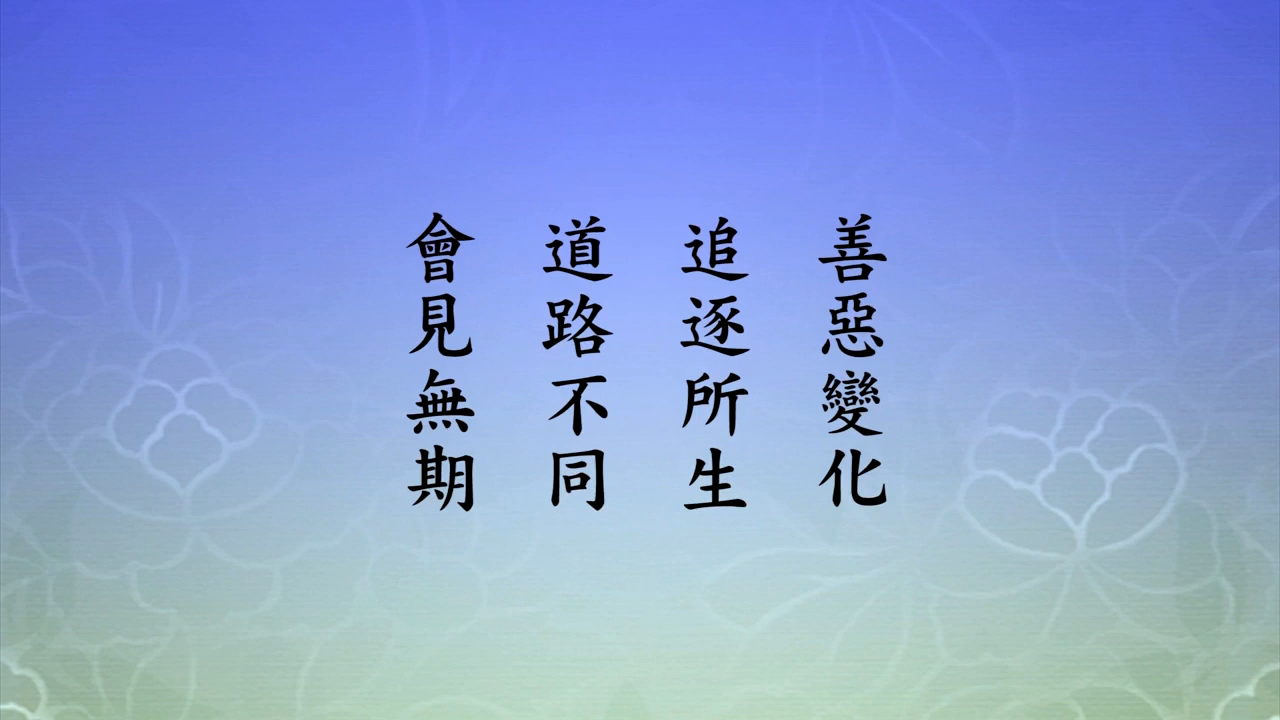 善惡變化
追逐所生
道路不同
會見無期